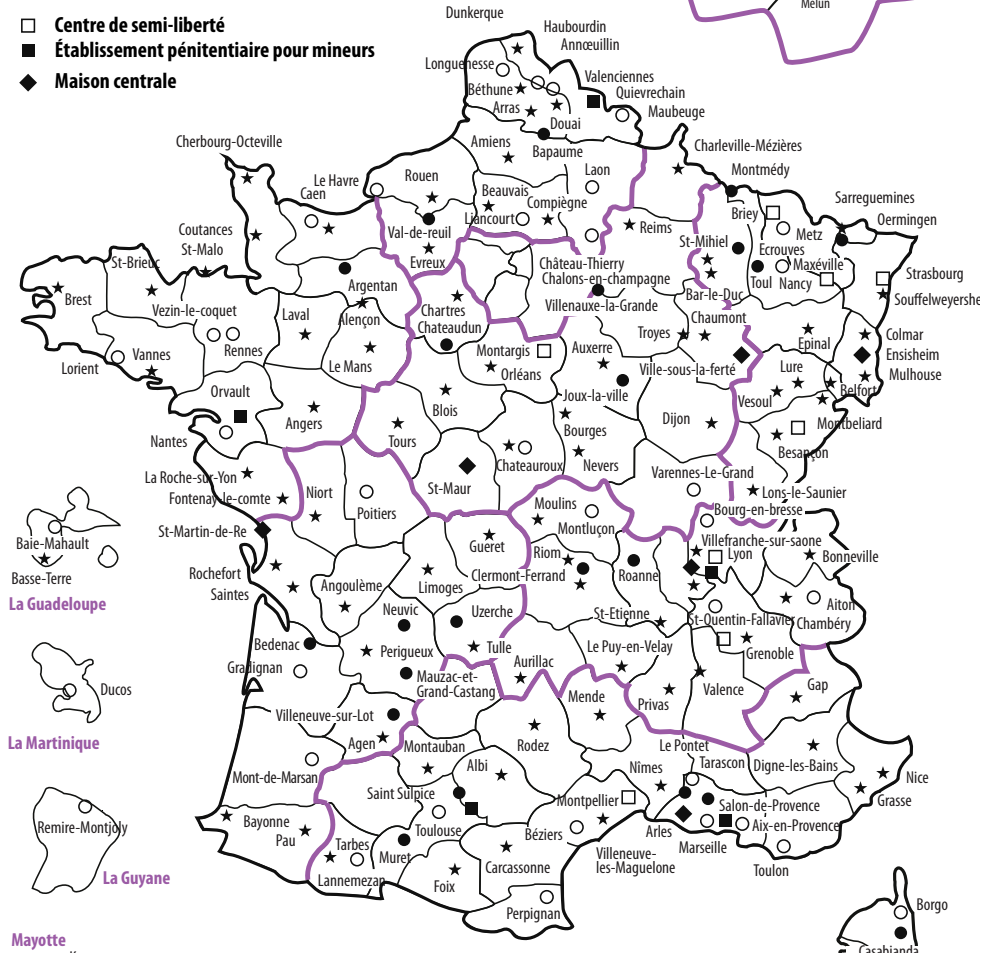 Melun
Centre de semi-liberté
Établissement pénitentiaire pour mineurs
Maison centrale
Dunkerque
Haubourdin
Annœuillin
Longuenesse
Valenciennes
Béthune
Quievrechain
Arras
Maubeuge
Douai
Bapaume
Cherbourg-Octeville
Amiens
Charleville-Mézières
Laon
Montmédy
Le Havre
Rouen
Caen
Beauvais
Compiègne
Sarreguemines
Liancourt
Briey
Oermingen
Coutances
Val-de-reuil
Reims
St-Mihiel
Metz
St-Malo
Evreux
Ecrouves
St-Brieuc
Château-Thierry
Maxéville
Chalons-en-champagne
Toul
Nancy
Strasbourg
Argentan
Bar-le-Duc
Souffelweyershe
Brest
Vezin-le-coquet
Laval
Alençon
Chartres
Villenauxe-la-Grande
Chaumont
Chateaudun
Troyes
Epinal
Colmar
Vannes
Rennes
Montargis
Auxerre
Ensisheim
Lorient
Le Mans
Orléans
Ville-sous-la-ferté
Lure
Mulhouse
Orvault
Joux-la-ville
Belfort
Blois
Vesoul
Nantes
Angers
Tours
Bourges
Dijon
Montbeliard
Besançon
Chateauroux
Nevers
La Roche-sur-Yon
Varennes-Le-Grand
Fontenay-le-comte
Niort
St-Maur
Lons-le-Saunier
Poitiers
Moulins
Bourg-en-bresse
St-Martin-de-Re
Montluçon
Baie-Mahault
Gueret
Villefranche-sur-saone
Riom
Lyon
Bonneville
Basse-Terre
Rochefort
Clermont-Ferrand
Roanne
Saintes
Angoulème
Limoges
La Guadeloupe
Neuvic
Uzerche
Aiton
St-Etienne
St-Quentin-Fallavier
Chambéry
Bedenac
Perigueux
Tulle
Le Puy-en-Velay
Grenoble
Gradignan
Aurillac
Mauzac-et-
Grand-Castang
Ducos
Mende
Privas
Valence
Gap
Villeneuve-sur-Lot
La Martinique
Agen
Montauban
Rodez
Le Pontet
Mont-de-Marsan
Albi
Tarascon
Digne-les-Bains
Nîmes
Nice
Saint Sulpice
Montpellier
Salon-de-Provence
Grasse
Remire-Montjoly
Bayonne
Toulouse
Béziers
Arles
Aix-en-Provence
Pau
Tarbes
Marseille
Muret
Villeneuve-
les-Maguelone
Carcassonne
Toulon
La Guyane
Lannemezan
Foix
Perpignan
Borgo
Mayotte
Casabianda